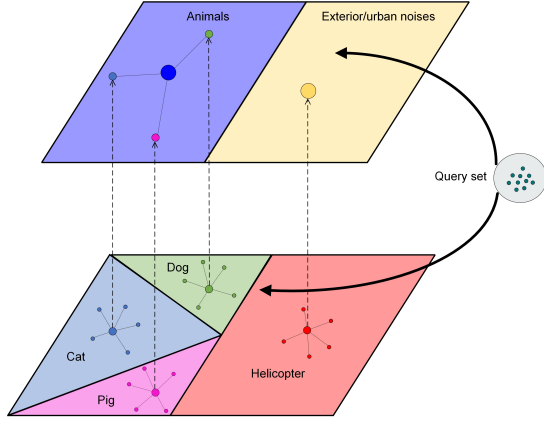 Animals
Exterior/urban noises
Query set
Dog
Cat
Helicopter
Pig